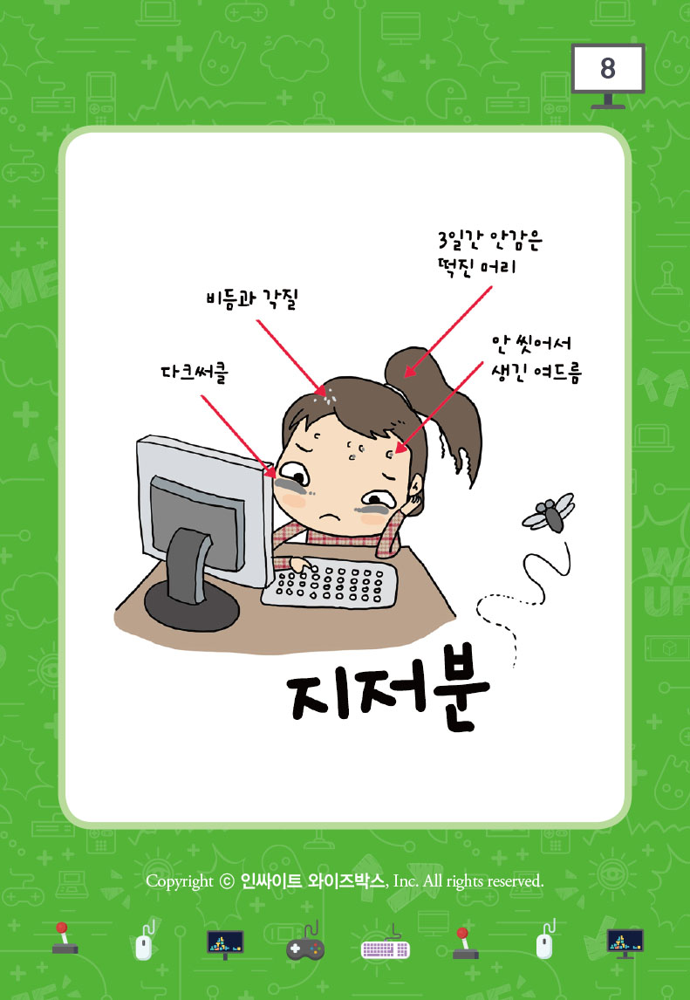 8
3일간 안감은
떡진 머리
비듬과 각질
안 씻어서
생긴 여드름
다크써클
지저분
Copyright ⓒ 인싸이트 와이즈박스, Inc. All rights reserved.